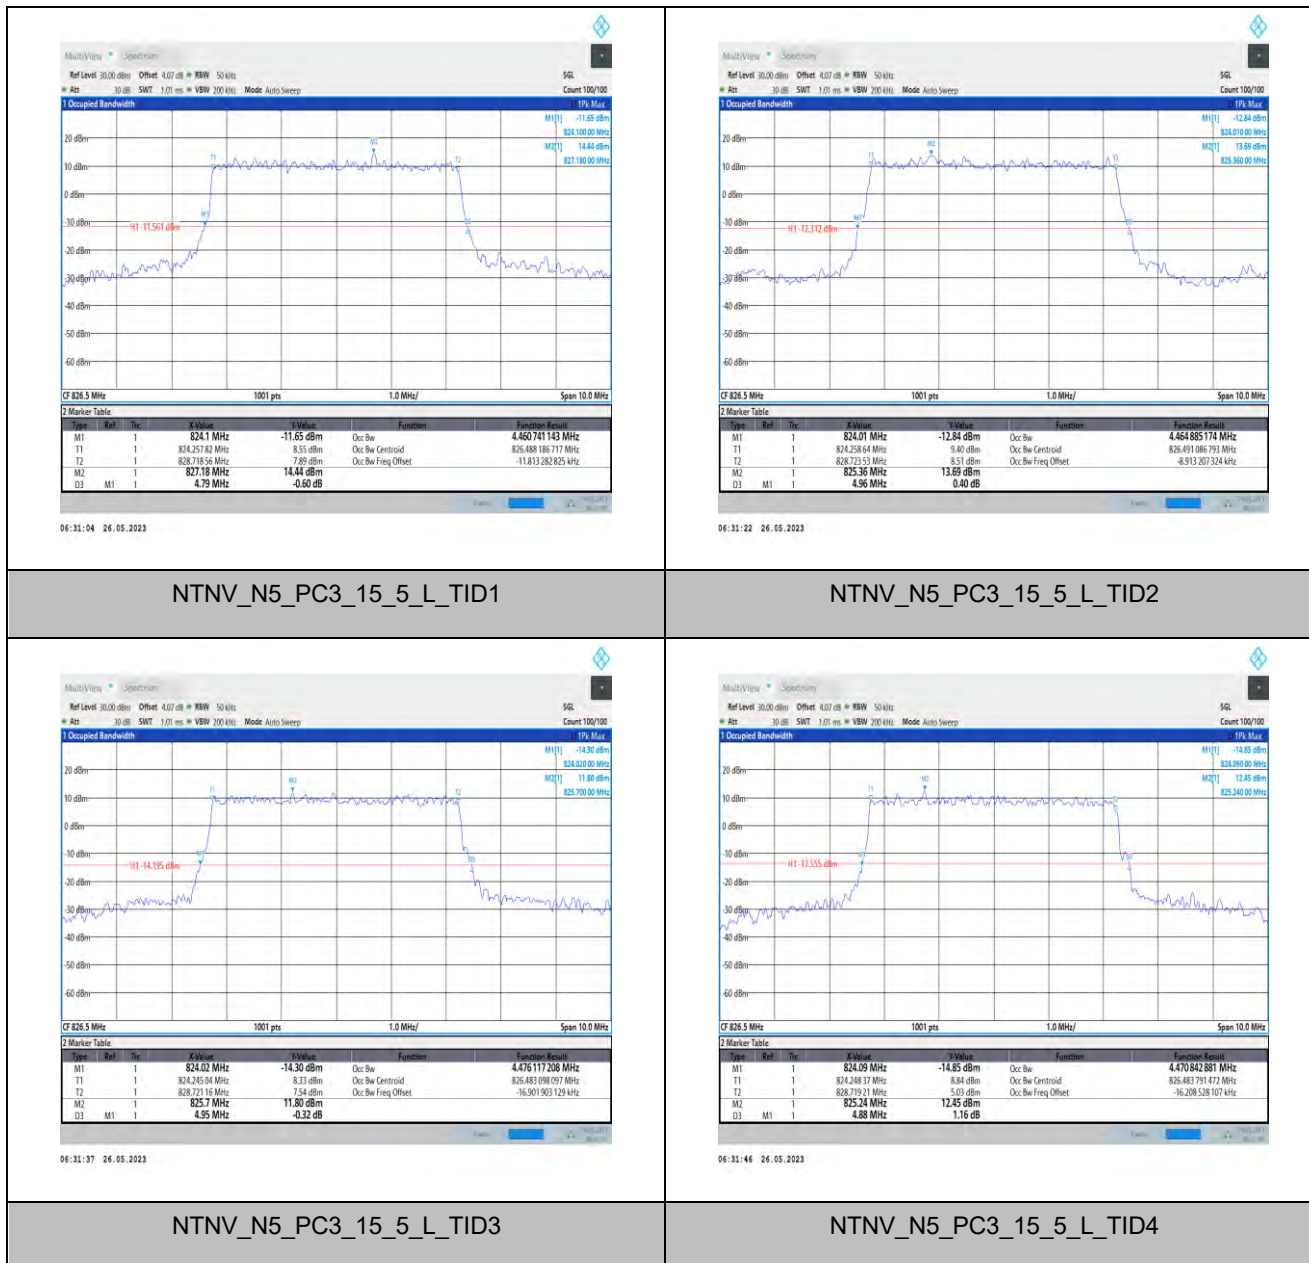 MultiView Spectrum
Ref Level 30.00 dBm Offset 4.07 dB RBW 50 kHz SGL
Att 30 dB SWT 1.01 ms VBW 200 kHz Mode Auto Sweep Count 100/100
1 Occupied Bandwidth 1Pk Max
M1[1] -11.65 dBm
824.100 00 MHz
M2[1] 14.44 dBm
827.180 00 MHz
20 dBm
10 dBm
0 dBm
-10 dBm
-20 dBm
-30 dBm
-40 dBm
-50 dBm
-60 dBm
T1
M2
T2
M1
H1 -11.561 dBm
CF 826.5 MHz 1001 pts 1.0 MHz/ Span 10.0 MHz
2 Marker Table
Type Ref Trc X-Value Y-Value Function Function Result
M1 1 824.1 MHz -11.65 dBm Occ Bw 4.460 741 143 MHz
T1 1 824.257 82 MHz 8.55 dBm Occ Bw Centroid 826.488 186 717 MHz
T2 1 828.718 56 MHz 7.89 dBm Occ Bw Freq Offset -11.813 282 825 kHz
M2 1 827.18 MHz 14.44 dBm
D3 M1 1 4.79 MHz -0.60 dB
06:31:04 26.05.2023
NTNV_N5_PC3_15_5_L_TID1
MultiView Spectrum
Ref Level 30.00 dBm Offset 4.07 dB RBW 50 kHz SGL
Att 30 dB SWT 1.01 ms VBW 200 kHz Mode Auto Sweep Count 100/100
1 Occupied Bandwidth 1Pk Max
M1[1] -12.84 dBm
824.010 00 MHz
M2[1] 13.69 dBm
825.360 00 MHz
20 dBm
10 dBm
0 dBm
-10 dBm
-20 dBm
-30 dBm
-40 dBm
-50 dBm
-60 dBm
T1
M2
T2
M1
D3
H1 -12.312 dBm
CF 826.5 MHz 1001 pts 1.0 MHz/ Span 10.0 MHz
2 Marker Table
Type Ref Trc X-Value Y-Value Function Function Result
M1 1 824.01 MHz -12.84 dBm Occ Bw 4.464 885 174 MHz
T1 1 824.258 64 MHz 9.40 dBm Occ Bw Centroid 826.491 086 793 MHz
T2 1 828.723 53 MHz 8.51 dBm Occ Bw Freq Offset -8.913 207 324 kHz
M2 1 825.36 MHz 13.69 dBm
D3 M1 1 4.96 MHz 0.40 dB
06:31:22 26.05.2023
NTNV_N5_PC3_15_5_L_TID2
MultiView Spectrum
Ref Level 30.00 dBm Offset 4.07 dB RBW 50 kHz SGL
Att 30 dB SWT 1.01 ms VBW 200 kHz Mode Auto Sweep Count 100/100
1 Occupied Bandwidth 1Pk Max
M1[1] -14.30 dBm
824.020 00 MHz
M2[1] 11.80 dBm
825.700 00 MHz
20 dBm
10 dBm
0 dBm
-10 dBm
-20 dBm
-30 dBm
-40 dBm
-50 dBm
-60 dBm
T1
M2
T2
M1
D3
H1 -14.195 dBm
CF 826.5 MHz 1001 pts 1.0 MHz/ Span 10.0 MHz
2 Marker Table
Type Ref Trc X-Value Y-Value Function Function Result
M1 1 824.02 MHz -14.30 dBm Occ Bw 4.476 117 208 MHz
T1 1 824.245 04 MHz 8.33 dBm Occ Bw Centroid 826.483 098 097 MHz
T2 1 828.721 16 MHz 7.54 dBm Occ Bw Freq Offset -16.901 903 129 kHz
M2 1 825.7 MHz 11.80 dBm
D3 M1 1 4.95 MHz -0.32 dB
06:31:37 26.05.2023
NTNV_N5_PC3_15_5_L_TID3
MultiView Spectrum
Ref Level 30.00 dBm Offset 4.07 dB RBW 50 kHz SGL
Att 30 dB SWT 1.01 ms VBW 200 kHz Mode Auto Sweep Count 100/100
1 Occupied Bandwidth 1Pk Max
M1[1] -14.85 dBm
824.090 00 MHz
M2[1] 12.45 dBm
825.240 00 MHz
20 dBm
10 dBm
0 dBm
-10 dBm
-20 dBm
-30 dBm
-40 dBm
-50 dBm
-60 dBm
T1
M2
T2
M1
D3
H1 -13.555 dBm
CF 826.5 MHz 1001 pts 1.0 MHz/ Span 10.0 MHz
2 Marker Table
Type Ref Trc X-Value Y-Value Function Function Result
M1 1 824.09 MHz -14.85 dBm Occ Bw 4.470 842 881 MHz
T1 1 824.248 37 MHz 8.84 dBm Occ Bw Centroid 826.483 791 472 MHz
T2 1 828.719 21 MHz 5.03 dBm Occ Bw Freq Offset -16.208 528 107 kHz
M2 1 825.24 MHz 12.45 dBm
D3 M1 1 4.88 MHz 1.16 dB
06:31:46 26.05.2023
NTNV_N5_PC3_15_5_L_TID4